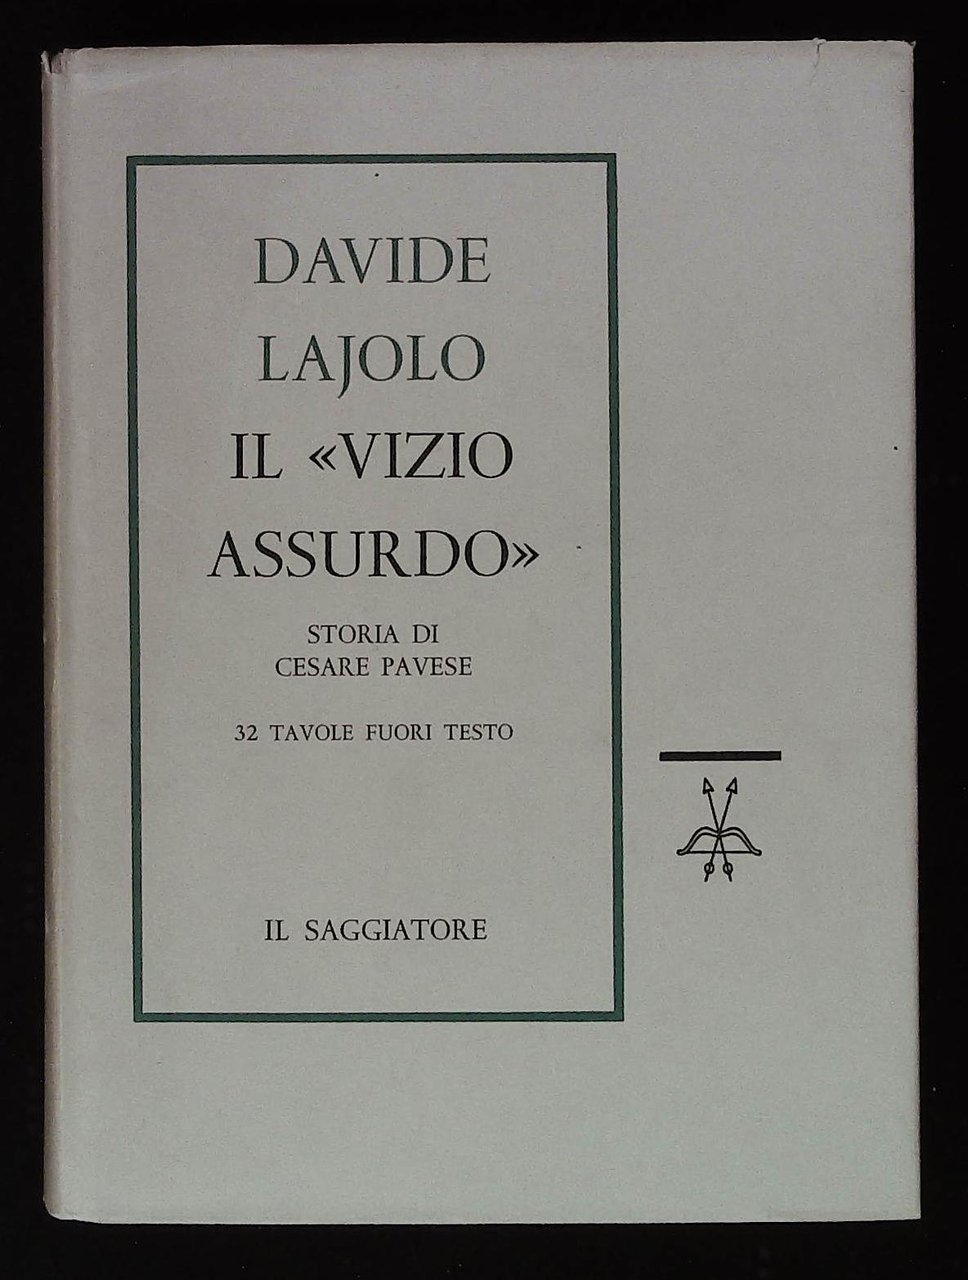 DAVIDE
LAJOLO
IL «VIZIO
ASSURDO»
STORIA DI
CESARE PAVESE
32 TAVOLE FUORI TESTO
IL SAGGIATORE